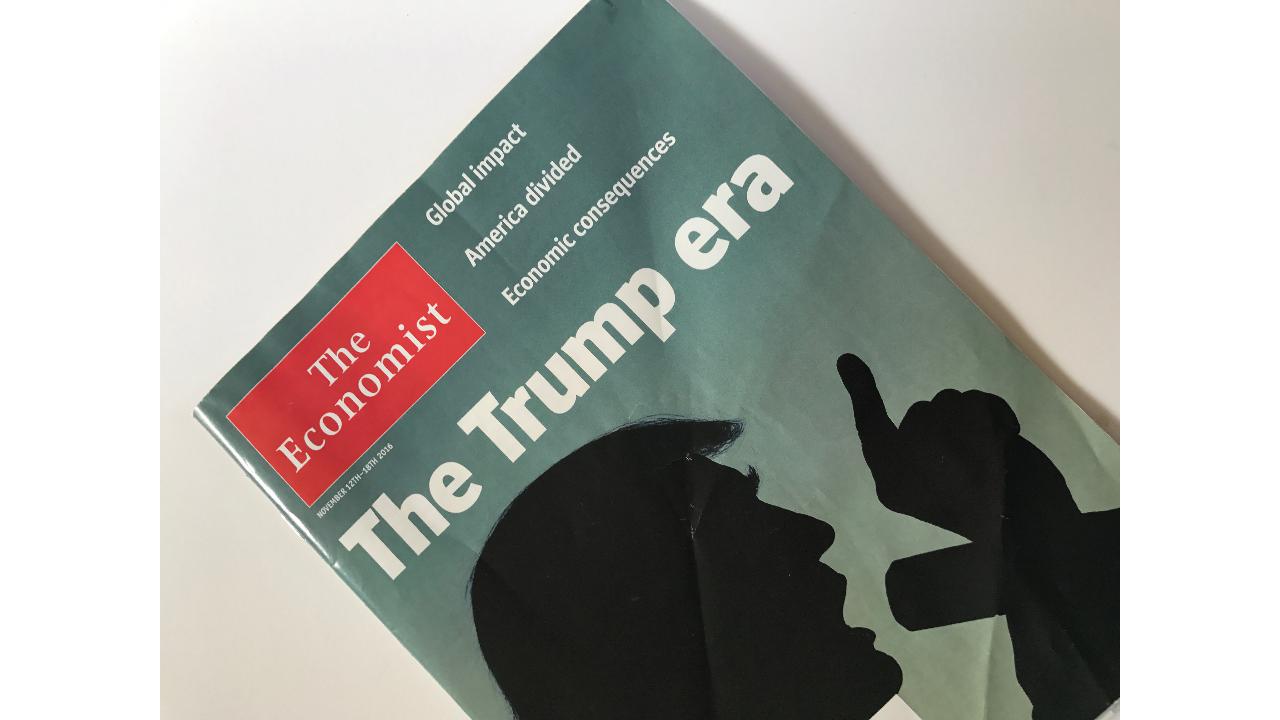 Global impact
America divided
Economic consequences
The
Economist
NOVEMBER 12TH–18TH 2016
The Trump era